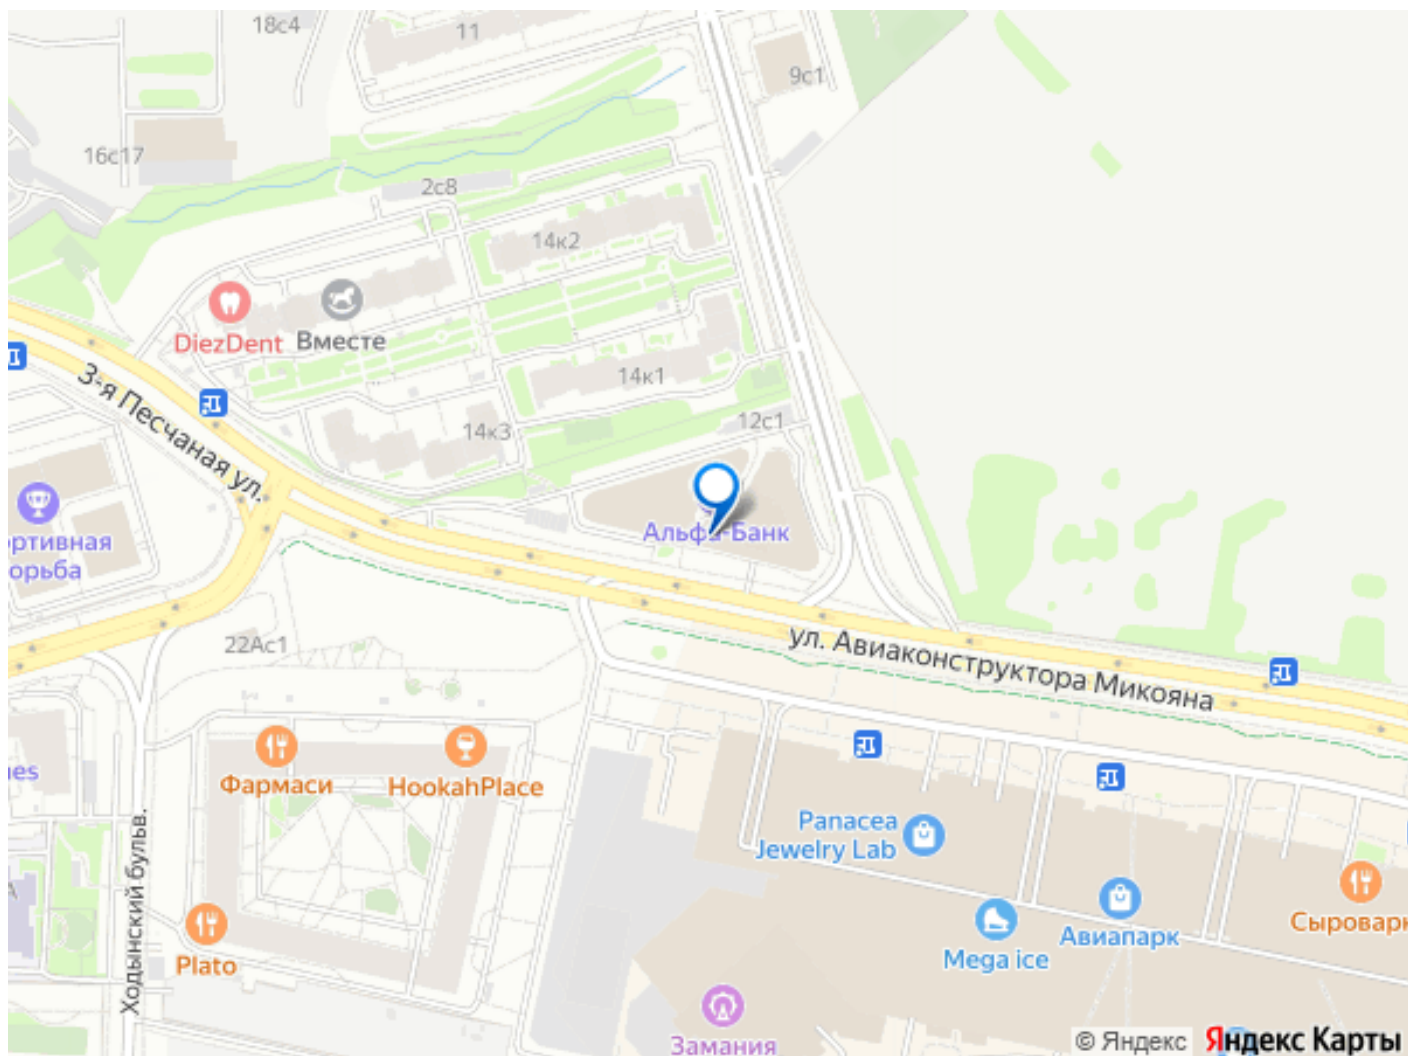 18с4
11
9с1
16с17
2с8
14к2
DiezDent
Вместе
14к1
3-я Песчаная ул.
12с1
14к3
Альфа-Банк
ортивная
орьба
ул. Авиаконструктора Микояна
22Ас1
es
Фармаси
HookahPlace
Panacea
Jewelry Lab
Ходынский бульв.
А
Plato
Авиапарк
Mega ice
Сыроварн
Замания
© Яндекс
Яндекс Карты